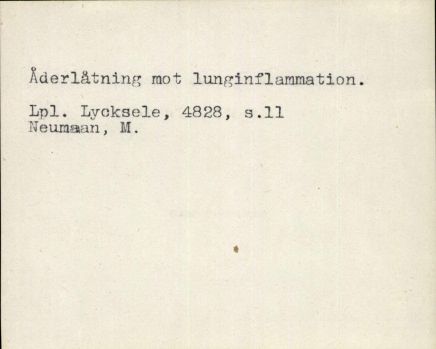 Åderlåtning mot lunginflammation.
Lpl. Lycksele, 4828, s.11
Neumaan, M.